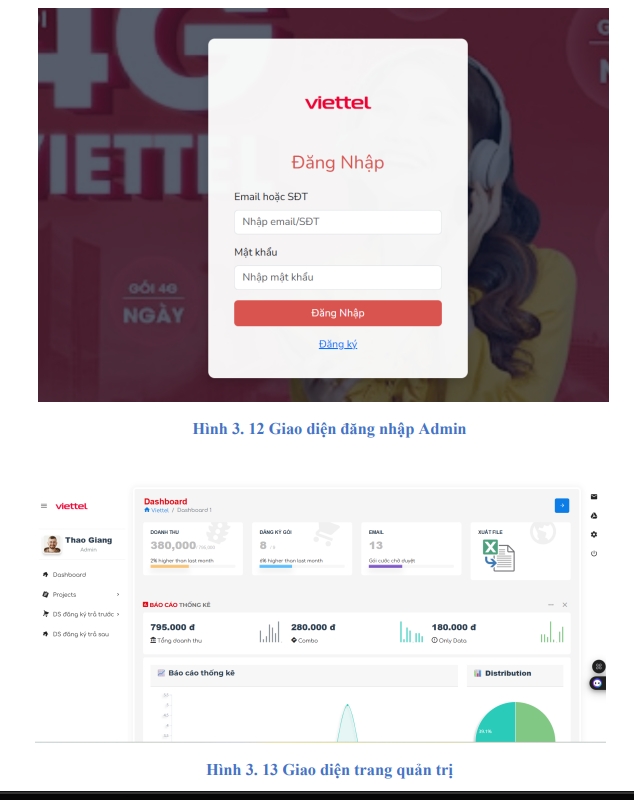 4G
VIETTEL
GÓI 4G
NGÀY
viettel
Đăng Nhập
Email hoặc SĐT
Nhập email/SĐT
Mật khẩu
Nhập mật khẩu
Đăng Nhập
Đăng ký
Hình 3. 12 Giao diện đăng nhập Admin
viettel
Thao Giang
Admin
Dashboard
Projects
DS đăng ký trả trước
DS đăng ký trả sau
Dashboard
Viettel / Dashboard 1
DOANH THU
380,000
2% higher than last month
ĐĂNG KÝ GÓI
8
6% higher than last month
EMAIL
13
Gói cước chờ duyệt
XUẤT FILE
BÁO CÁO THỐNG KÊ
795.000 đ
Tổng doanh thu
280.000 đ
Combo
180.000 đ
Only Data
Báo cáo thống kê
Distribution
Hình 3. 13 Giao diện trang quản trị